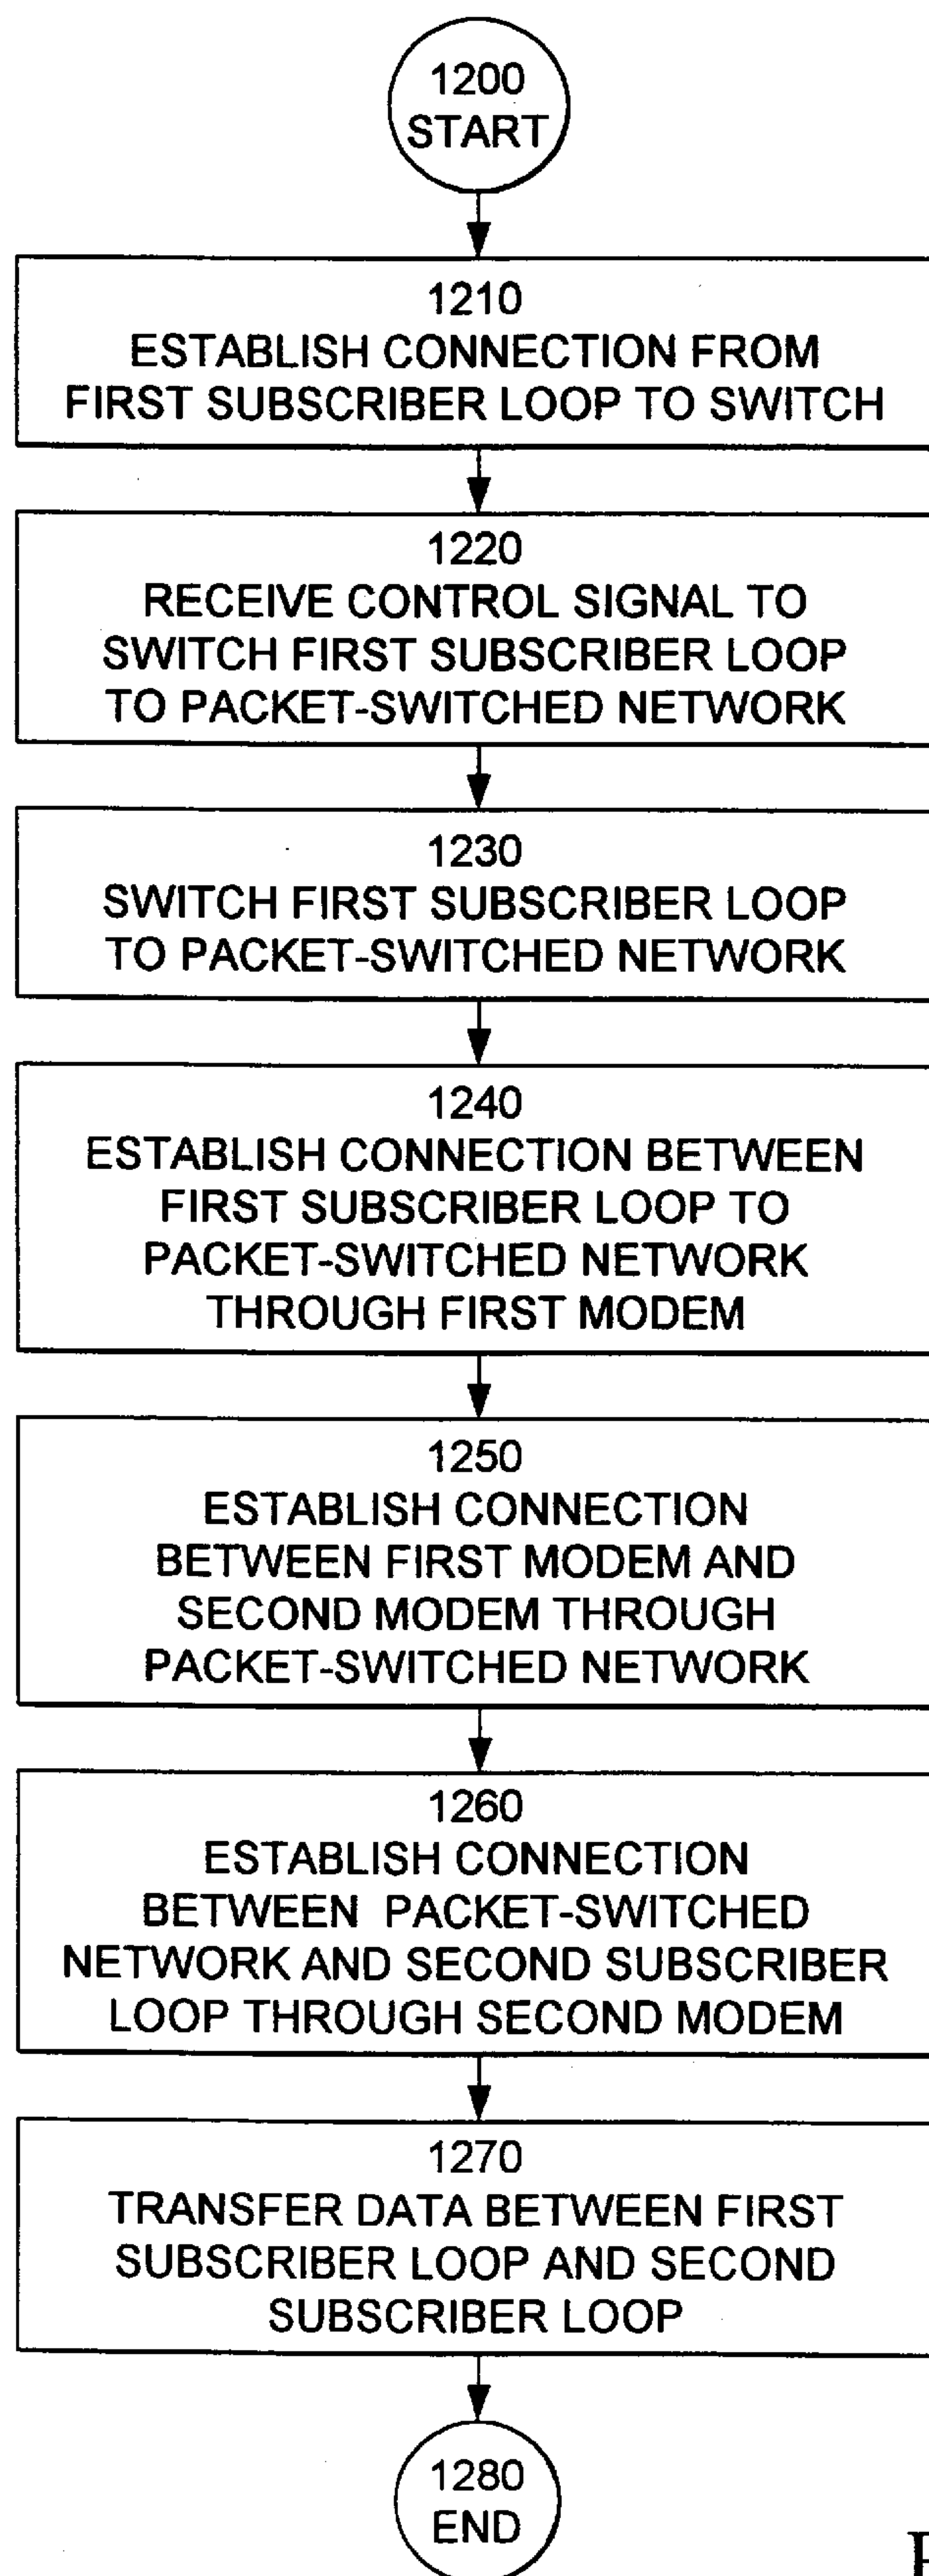 1200
START
1210
ESTABLISH CONNECTION FROM
FIRST SUBSCRIBER LOOP TO SWITCH
1220
RECEIVE CONTROL SIGNAL TO
SWITCH FIRST SUBSCRIBER LOOP
TO PACKET-SWITCHED NETWORK
1230
SWITCH FIRST SUBSCRIBER LOOP
TO PACKET-SWITCHED NETWORK
1240
ESTABLISH CONNECTION BETWEEN
FIRST SUBSCRIBER LOOP TO
PACKET-SWITCHED NETWORK
THROUGH FIRST MODEM
1250
ESTABLISH CONNECTION
BETWEEN FIRST MODEM AND
SECOND MODEM THROUGH
PACKET-SWITCHED NETWORK
1260
ESTABLISH CONNECTION
BETWEEN PACKET-SWITCHED
NETWORK AND SECOND SUBSCRIBER
LOOP THROUGH SECOND MODEM
1270
TRANSFER DATA BETWEEN FIRST
SUBSCRIBER LOOP AND SECOND
SUBSCRIBER LOOP
1280
END